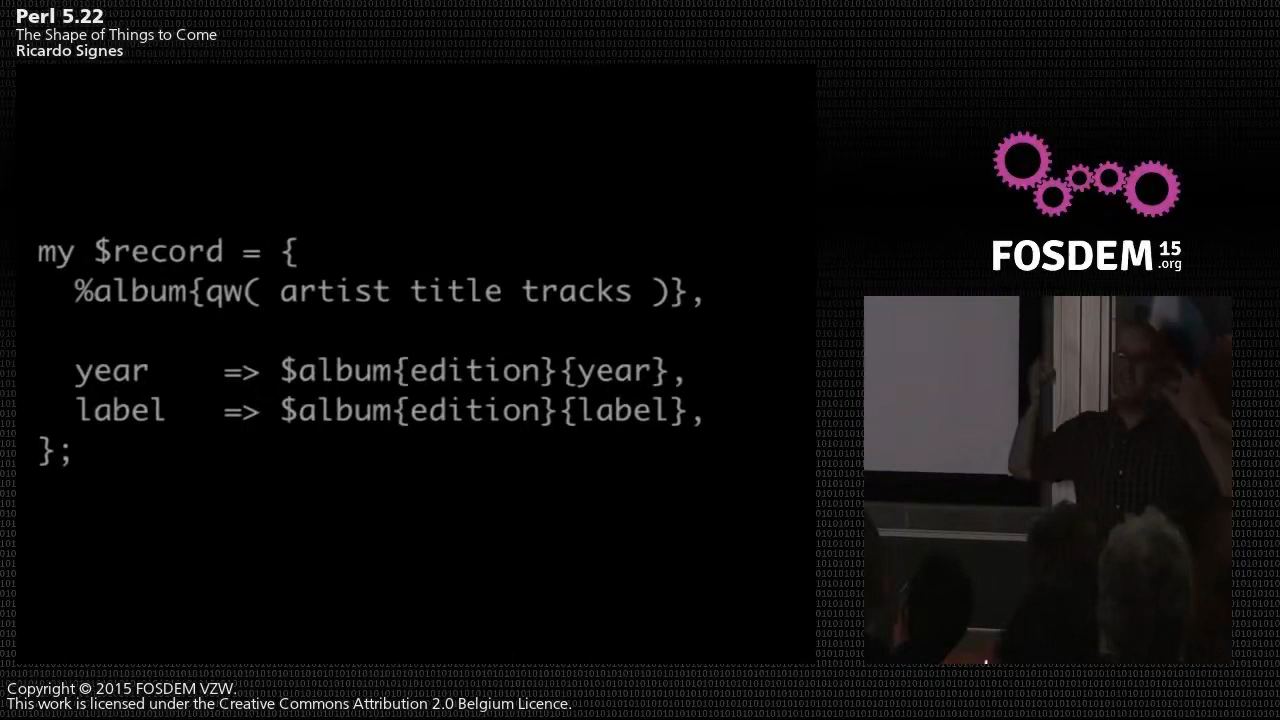 Perl 5.22
The Shape of Things to Come
Ricardo Signes
my $record = {
%album{qw( artist title tracks )},
year => $album{edition}{year},
label => $album{edition}{label},
};
FOSDEM 15
.org
Copyright © 2015 FOSDEM VZW.
This work is licensed under the Creative Commons Attribution 2.0 Belgium Licence.